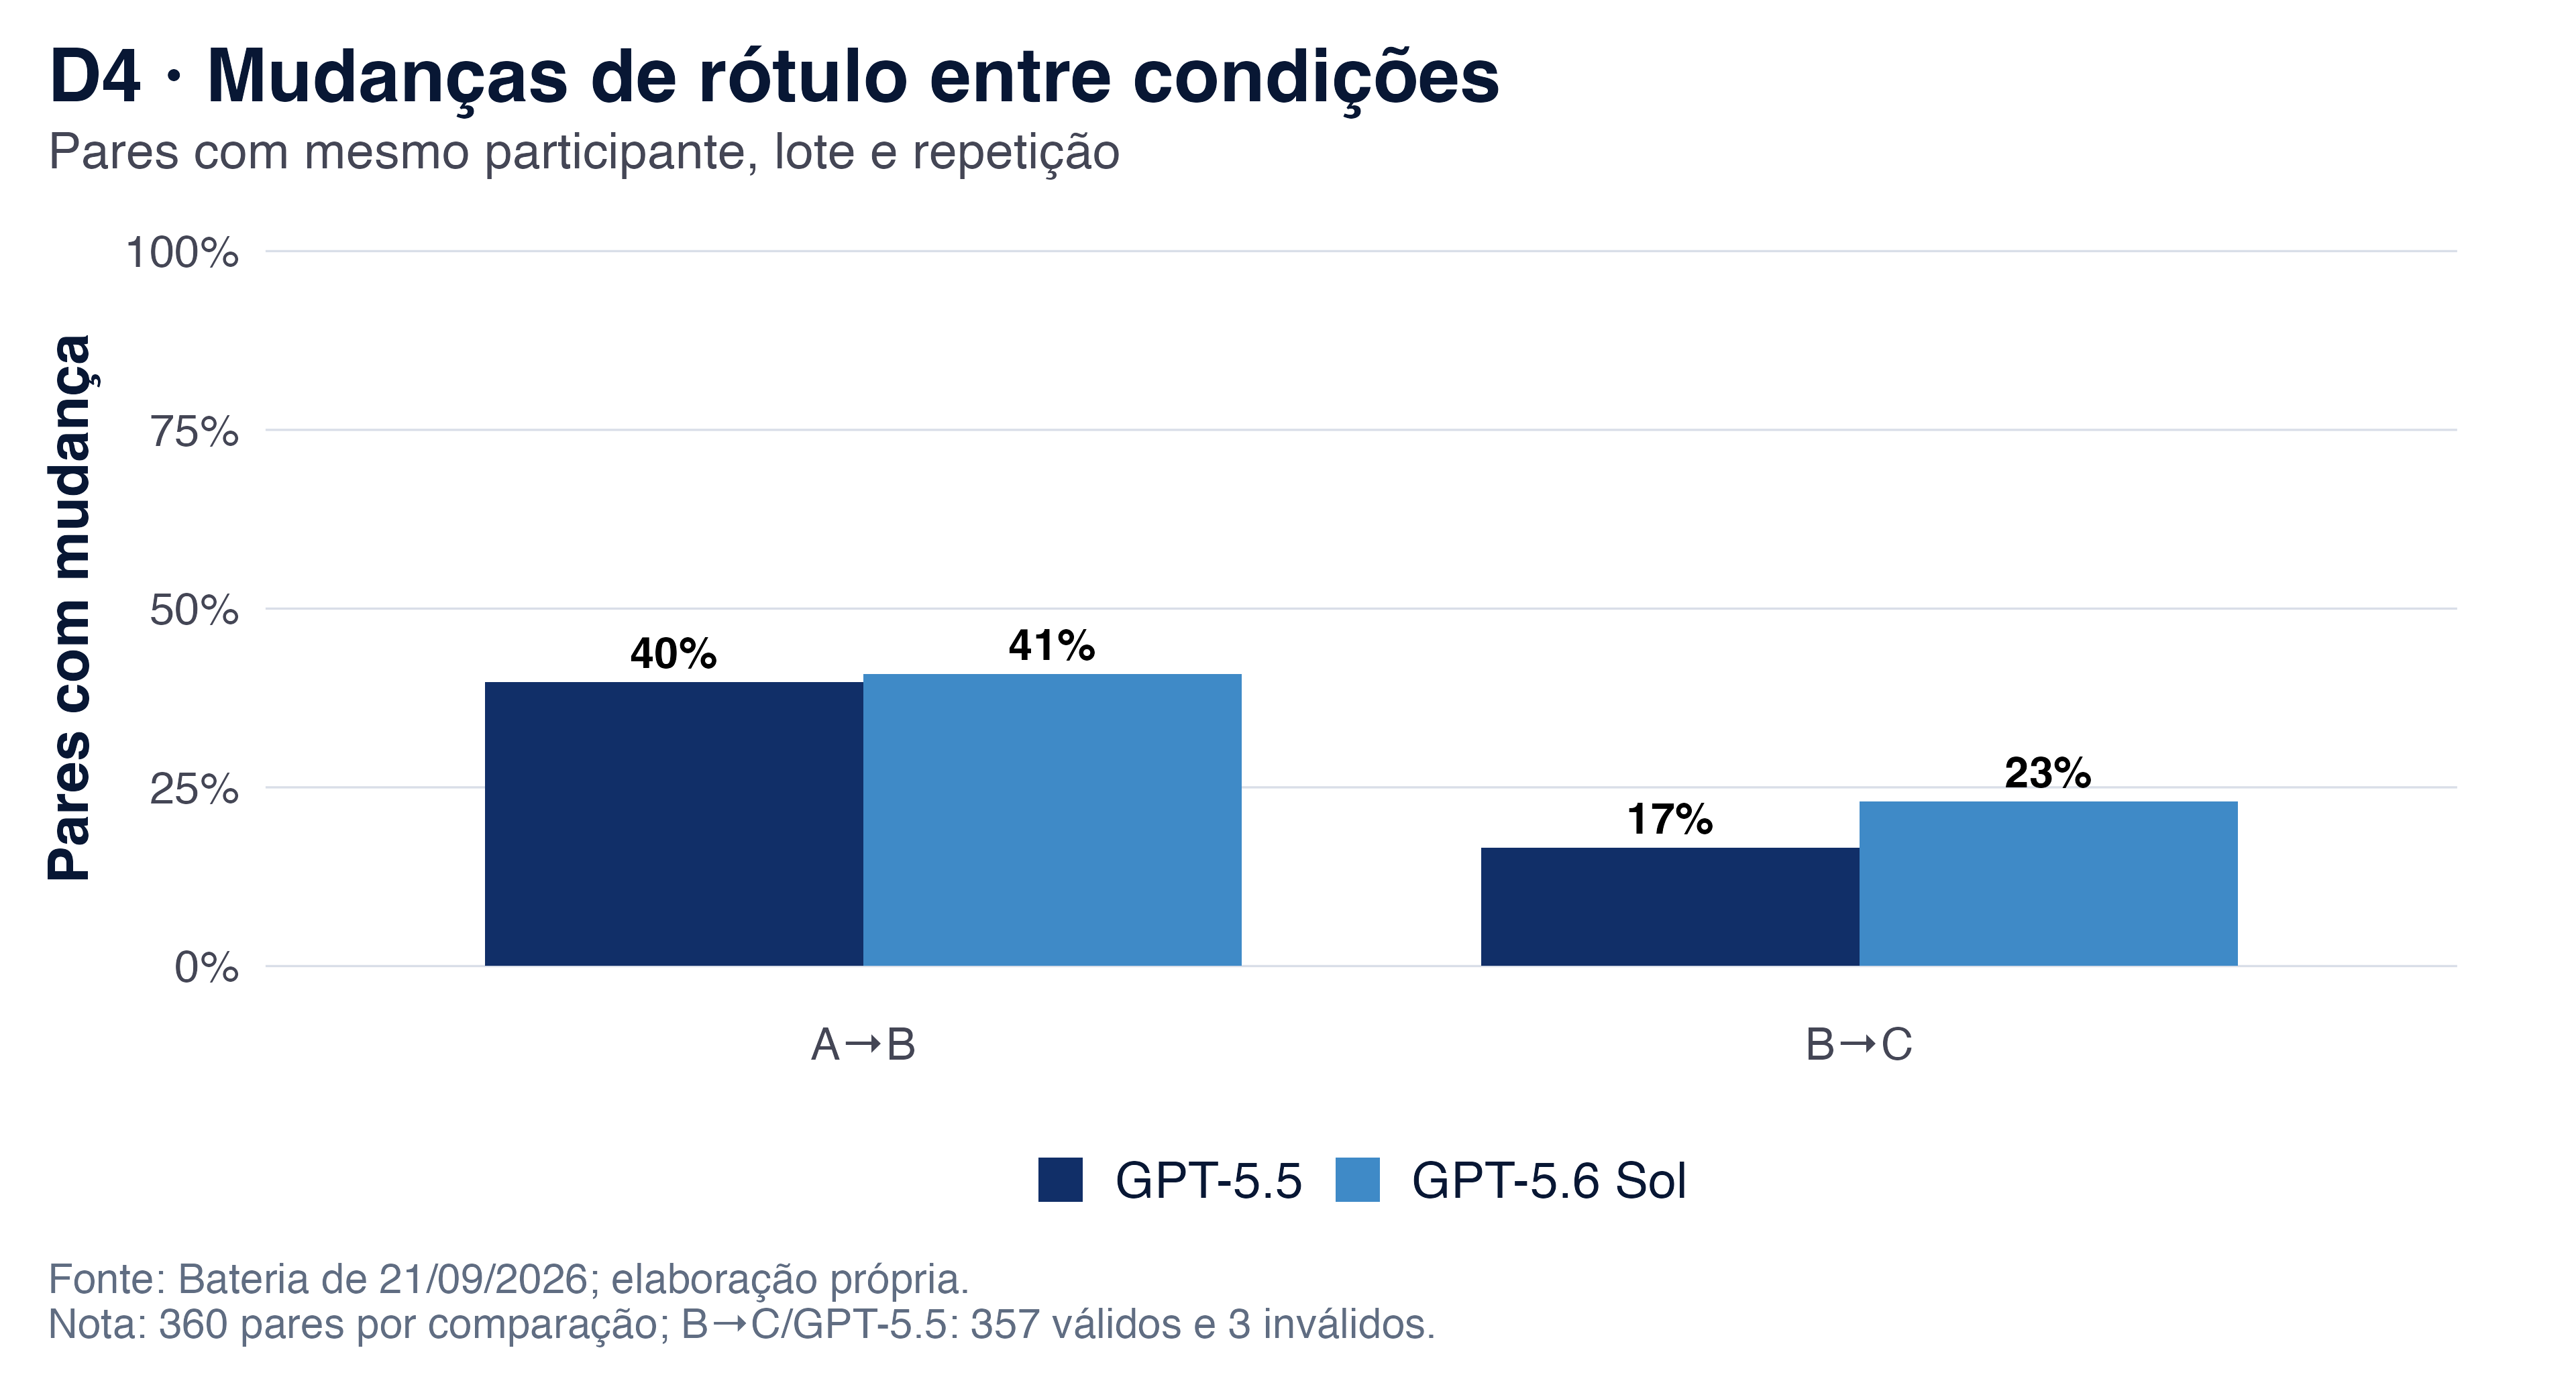 D4 · Mudanças de rótulo entre condições
Pares com mesmo participante, lote e repetição
Pares com mudança
100%
75%
50%
25%
0%
40%
41%
17%
23%
A→B
B→C
GPT-5.5
GPT-5.6 Sol
Fonte: Bateria de 21/09/2026; elaboração própria.
Nota: 360 pares por comparação; B→C/GPT-5.5: 357 válidos e 3 inválidos.